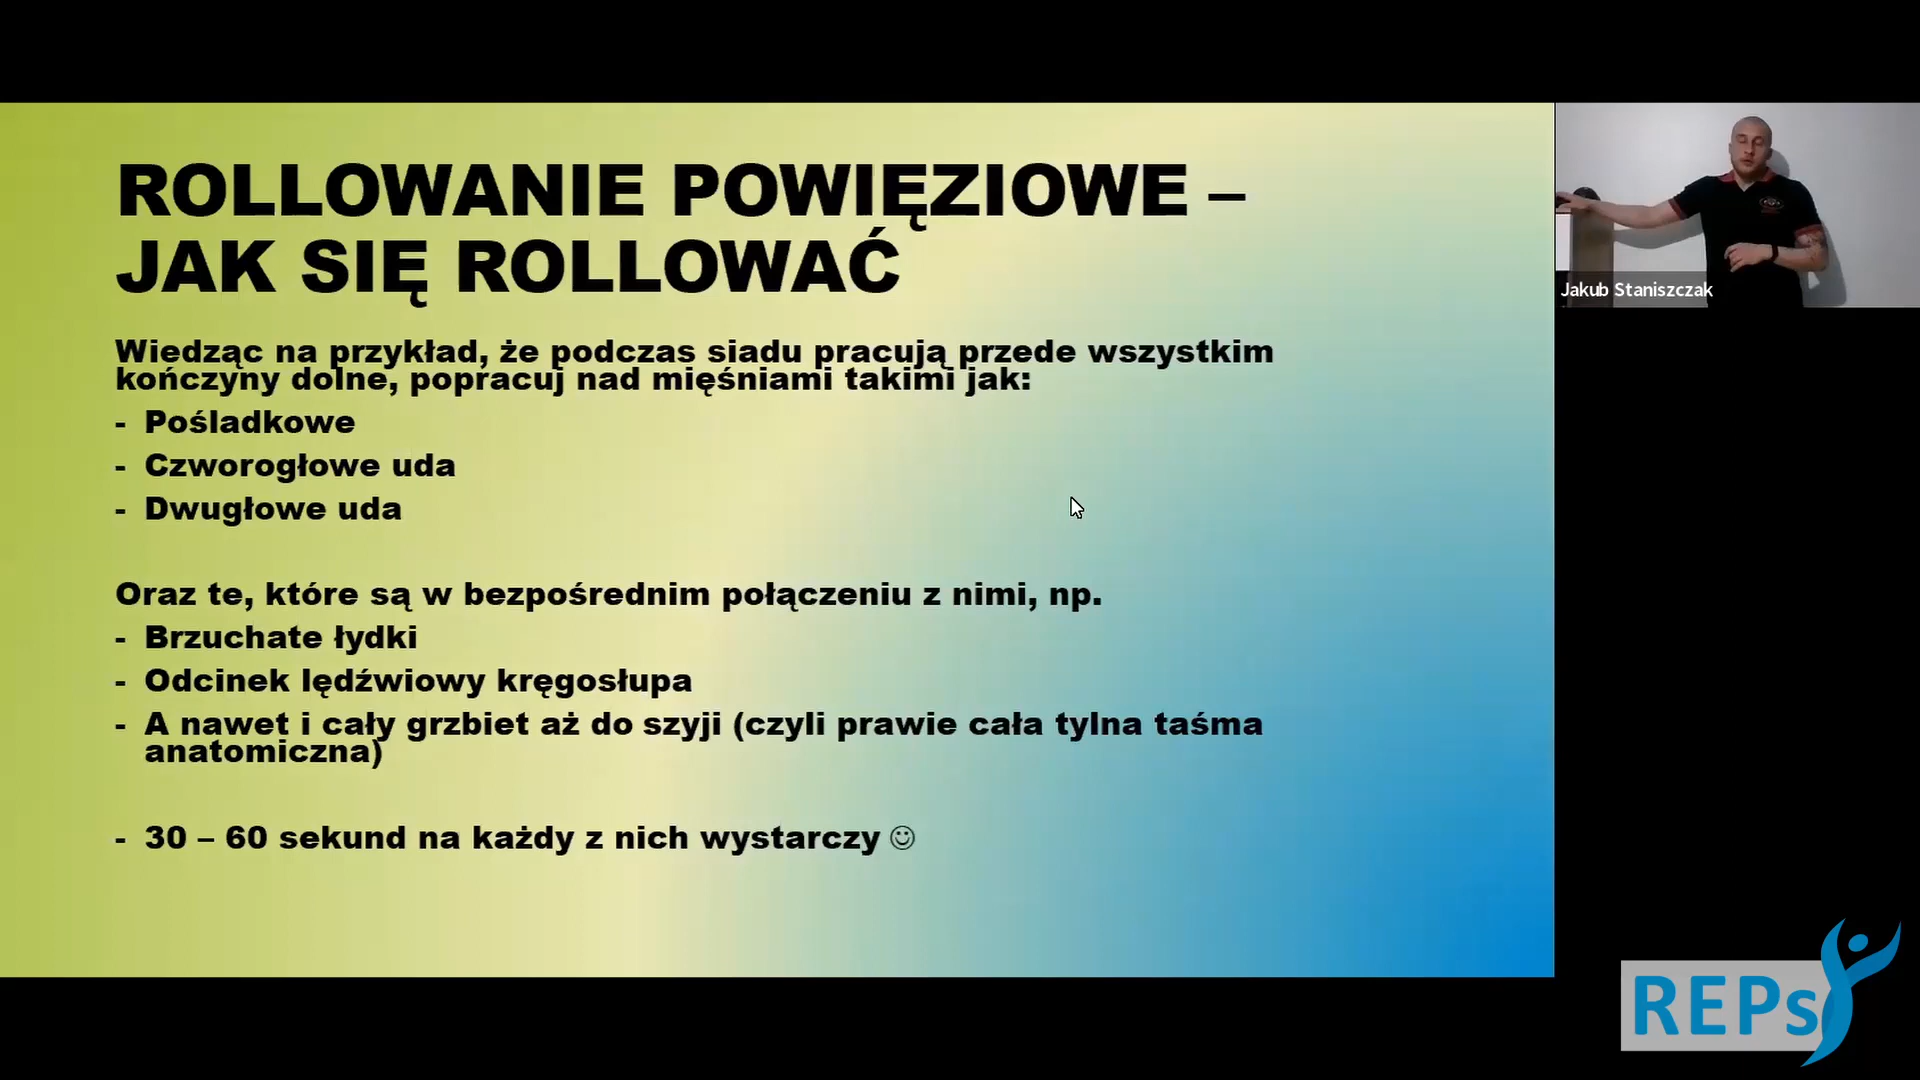 ROLLOWANIE POWIĘZIOWE –
JAK SIĘ ROLLOWAĆ
Wiedząc na przykład, że podczas siadu pracują przede wszystkim
kończyny dolne, popracuj nad mięśniami takimi jak:
- Pośladkowe
- Czworogłowe uda
- Dwugłowe uda
Oraz te, które są w bezpośrednim połączeniu z nimi, np.
- Brzuchate łydki
- Odcinek lędźwiowy kręgosłupa
- A nawet i cały grzbiet aż do szyji (czyli prawie cała tylna taśma
anatomiczna)
- 30 – 60 sekund na każdy z nich wystarczy ☺
Jakub Staniszczak
REPs